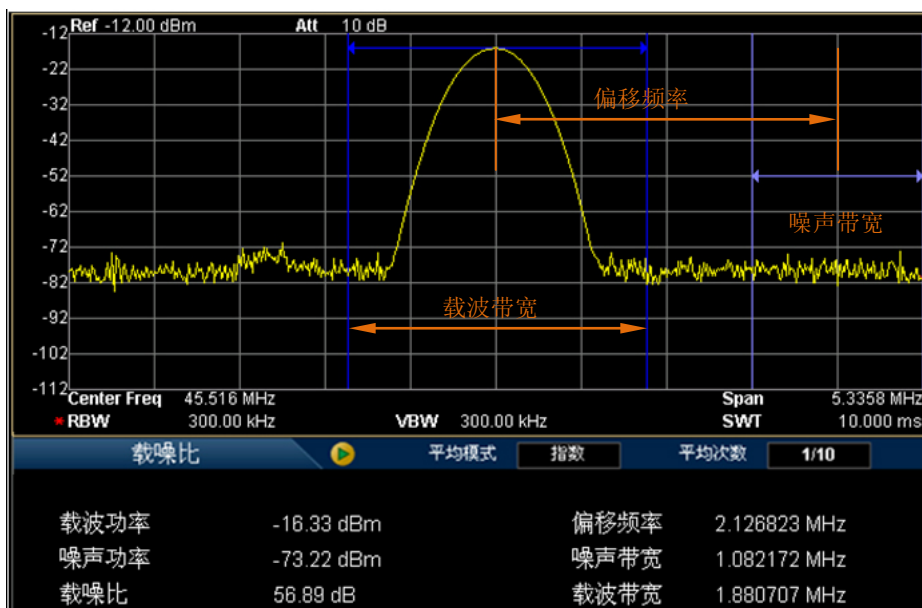 Ref -12.00 dBm Att 10 dB
-12
-22
-32
-42
-52
-62
-72
-82
-92
-102
-112
偏移频率
噪声带宽
载波带宽
Center Freq 45.516 MHz Span 5.3358 MHz
*RBW 300.00 kHz VBW 300.00 kHz SWT 10.000 ms
载噪比 平均模式 指数 平均次数 1/10
载波功率 -16.33 dBm 偏移频率 2.126823 MHz
噪声功率 -73.22 dBm 噪声带宽 1.082172 MHz
载噪比 56.89 dB 载波带宽 1.880707 MHz